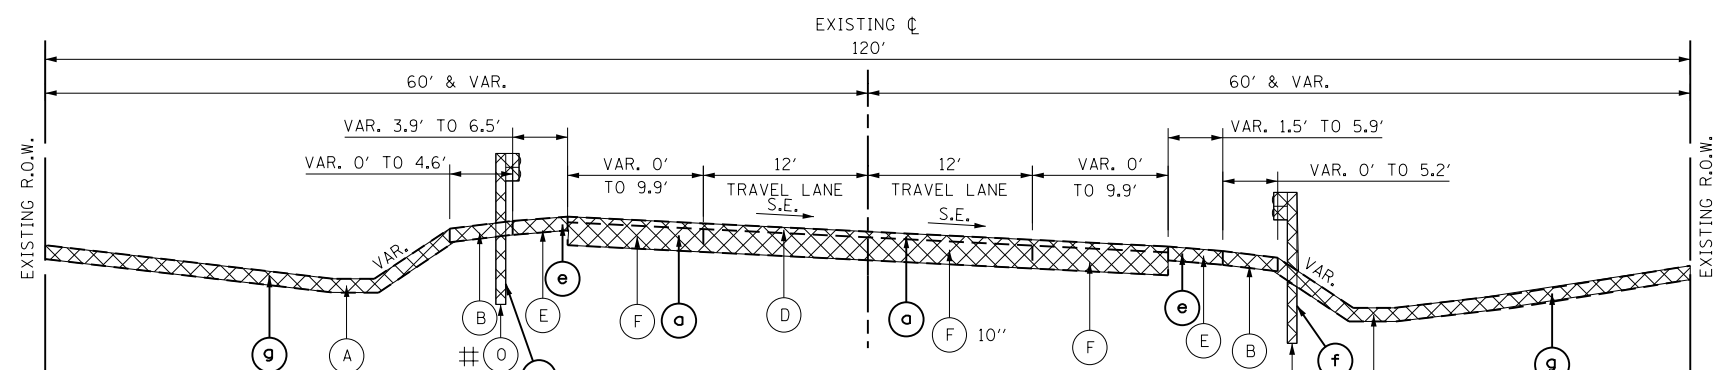 EXISTING ℄
120'
60' & VAR.
60' & VAR.
VAR. 3.9' TO 6.5'
VAR. 1.5' TO 5.9'
VAR. 0' TO 4.6'
VAR. 0'
TO 9.9'
12'
TRAVEL LANE
S.E.
12'
TRAVEL LANE
S.E.
VAR. 0'
TO 9.9'
VAR. 0' TO 5.2'
EXISTING R.O.W.
EXISTING R.O.W.
VAR.
VAR.
g
A
B
# O
E
e
F
a
D
a
F 10''
F
e
E
B
f
g